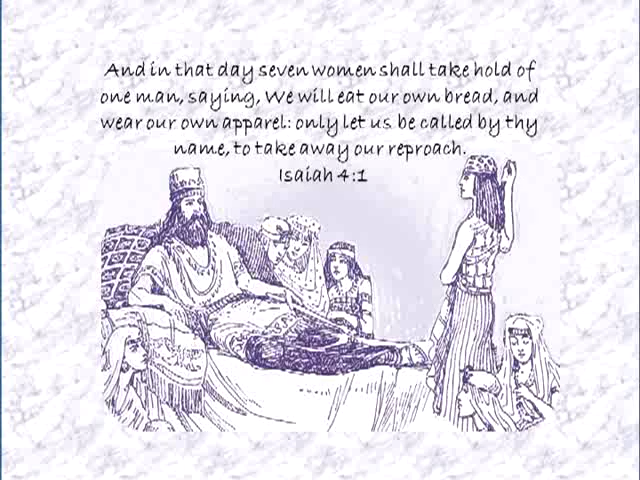 And in that day seven women shall take hold of
one man, saying, We will eat our own bread, and
wear our own apparel: only let us be called by thy
name, to take away our reproach.
Isaiah 4:1